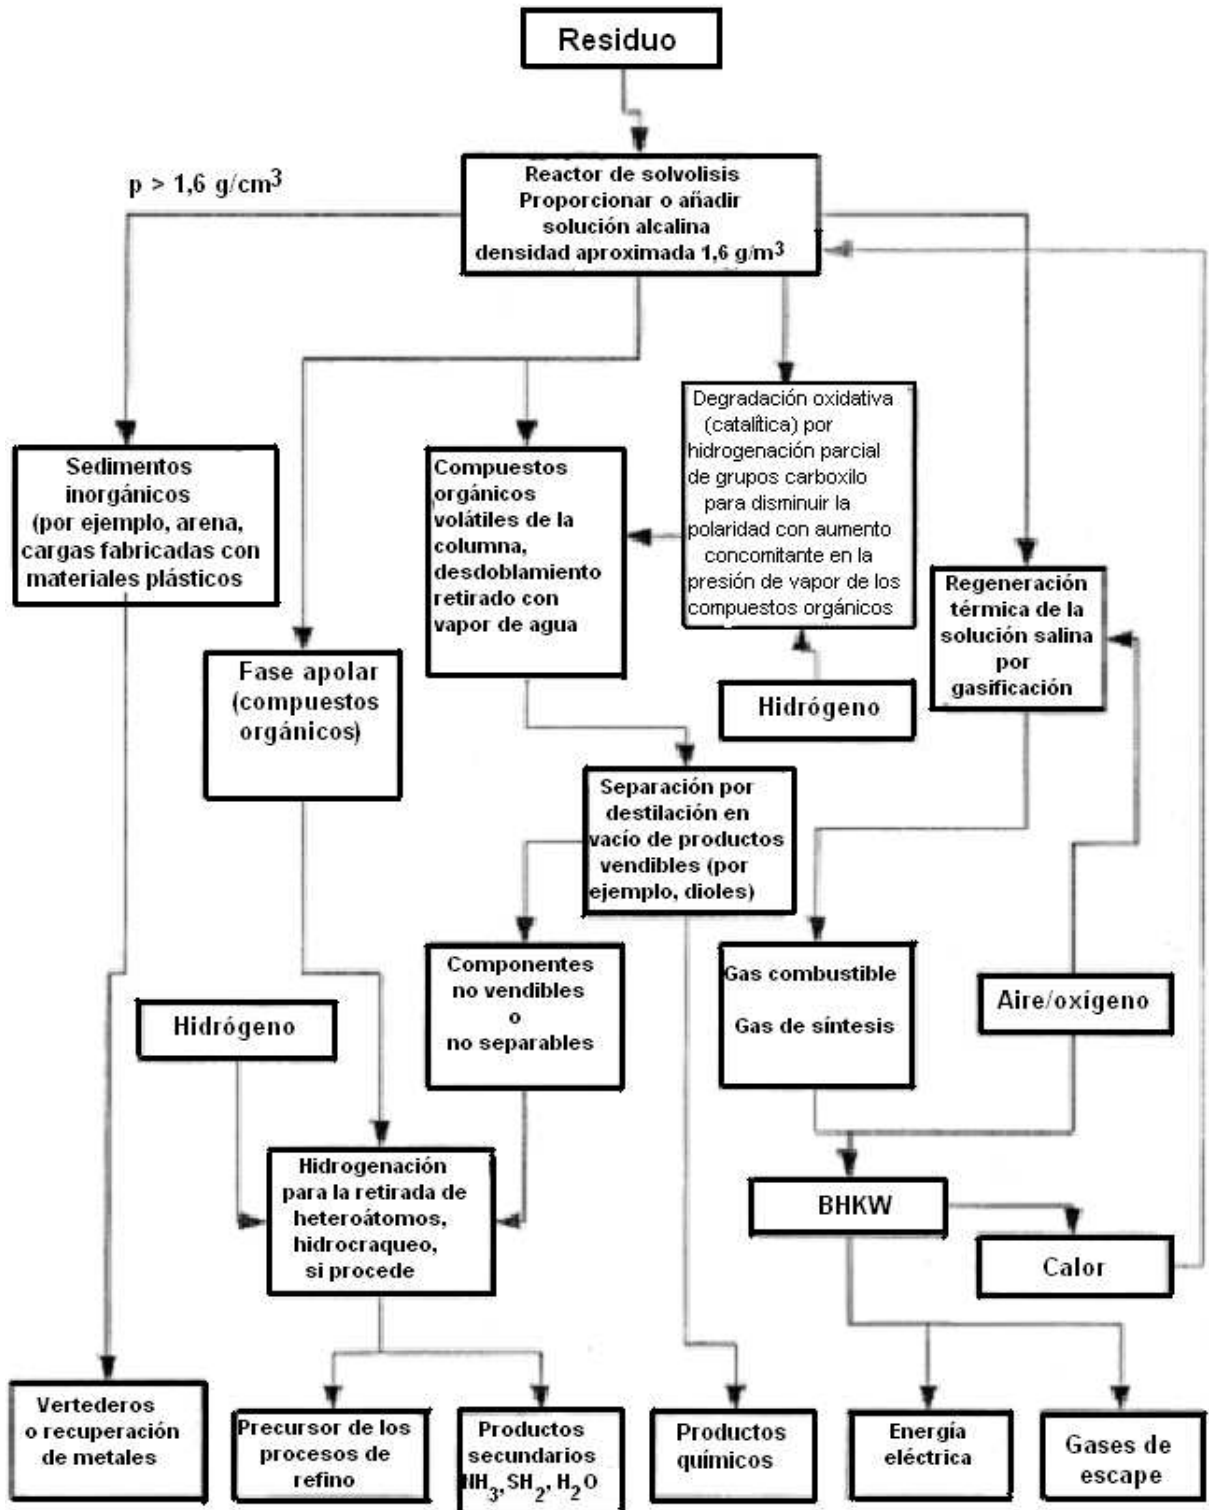 Residuo
p > 1,6 g/cm³
Reactor de solvolisis
Proporcionar o añadir
solución alcalina
densidad aproximada 1,6 g/m³
Sedimentos
inorgánicos
(por ejemplo, arena,
cargas fabricadas con
materiales plásticos
Fase apolar
(compuestos
orgánicos)
Compuestos
orgánicos
volátiles de la
columna,
desdoblamiento
retirado con
vapor de agua
Degradación oxidativa
(catalítica) por
hidrogenación parcial
de grupos carboxilo
para disminuir la
polaridad con aumento
concomitante en la
presión de vapor de los
compuestos orgánicos
Regeneración
térmica de la
solución salina
por
gasificación
Hidrógeno
Separación por
destilación en
vacío de productos
vendibles (por
ejemplo, dioles)
Componentes
no vendibles
o
no separables
Gas combustible
Gas de síntesis
Aire/oxígeno
Hidrógeno
Hidrogenación
para la retirada de
heteroátomos,
hidrocraqueo,
si procede
BHKW
Calor
Vertederos
o recuperación
de metales
Precursor de los
procesos de
refino
Productos
secundarios
NH₃, SH₂, H₂O
Productos
químicos
Energía
eléctrica
Gases de
escape